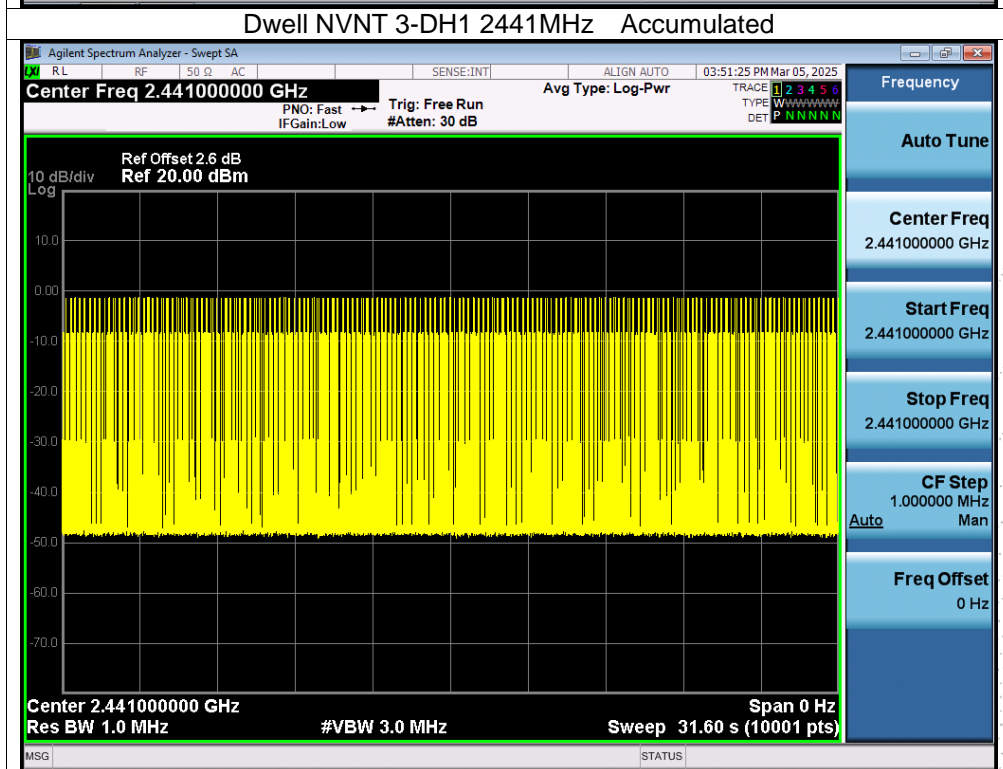 Dwell NVNT 3-DH1 2441MHz Accumulated
Agilent Spectrum Analyzer - Swept SA
LXI RL RF 50 Ω AC SENSE:INT ALIGN AUTO 03:51:25 PM Mar 05, 2025
Center Freq 2.441000000 GHz
PNO: Fast
IFGain:Low
Trig: Free Run
#Atten: 30 dB
Avg Type: Log-Pwr
TRACE 1 2 3 4 5 6
TYPE WWWWWWW
DET P N N N N N
Frequency
Auto Tune
Center Freq
2.441000000 GHz
Start Freq
2.441000000 GHz
Stop Freq
2.441000000 GHz
CF Step
1.000000 MHz
Auto Man
Freq Offset
0 Hz
Ref Offset 2.6 dB
10 dB/div Ref 20.00 dBm
Log
10.0
0.00
-10.0
-20.0
-30.0
-40.0
-50.0
-60.0
-70.0
Center 2.441000000 GHz Span 0 Hz
Res BW 1.0 MHz #VBW 3.0 MHz Sweep 31.60 s (10001 pts)
MSG STATUS